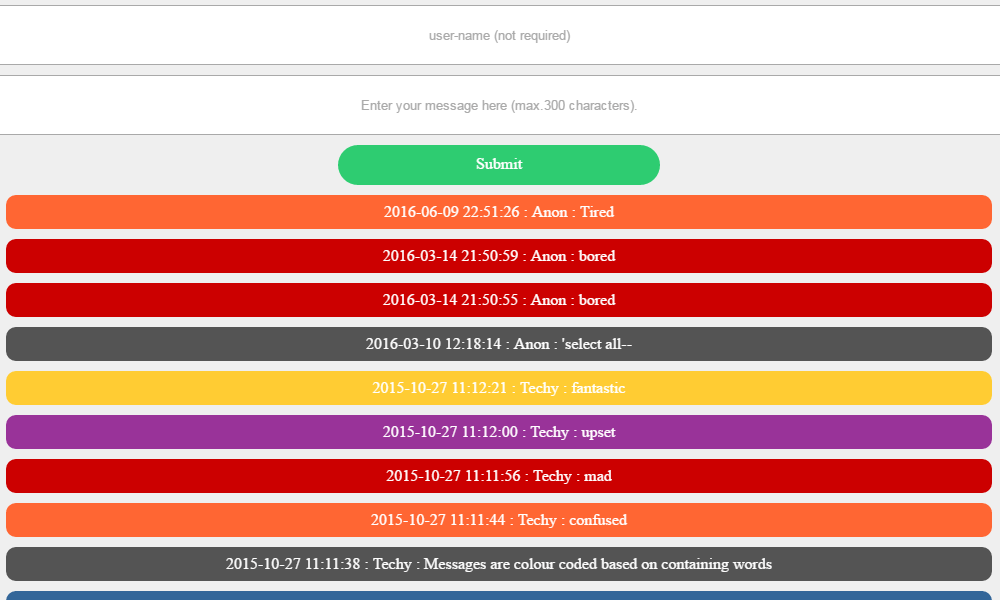 user-name (not required)
Enter your message here (max.300 characters).
Submit
2016-06-09 22:51:26 : Anon : Tired
2016-03-14 21:50:59 : Anon : bored
2016-03-14 21:50:55 : Anon : bored
2016-03-10 12:18:14 : Anon : 'select all--
2015-10-27 11:12:21 : Techy : fantastic
2015-10-27 11:12:00 : Techy : upset
2015-10-27 11:11:56 : Techy : mad
2015-10-27 11:11:44 : Techy : confused
2015-10-27 11:11:38 : Techy : Messages are colour coded based on containing words